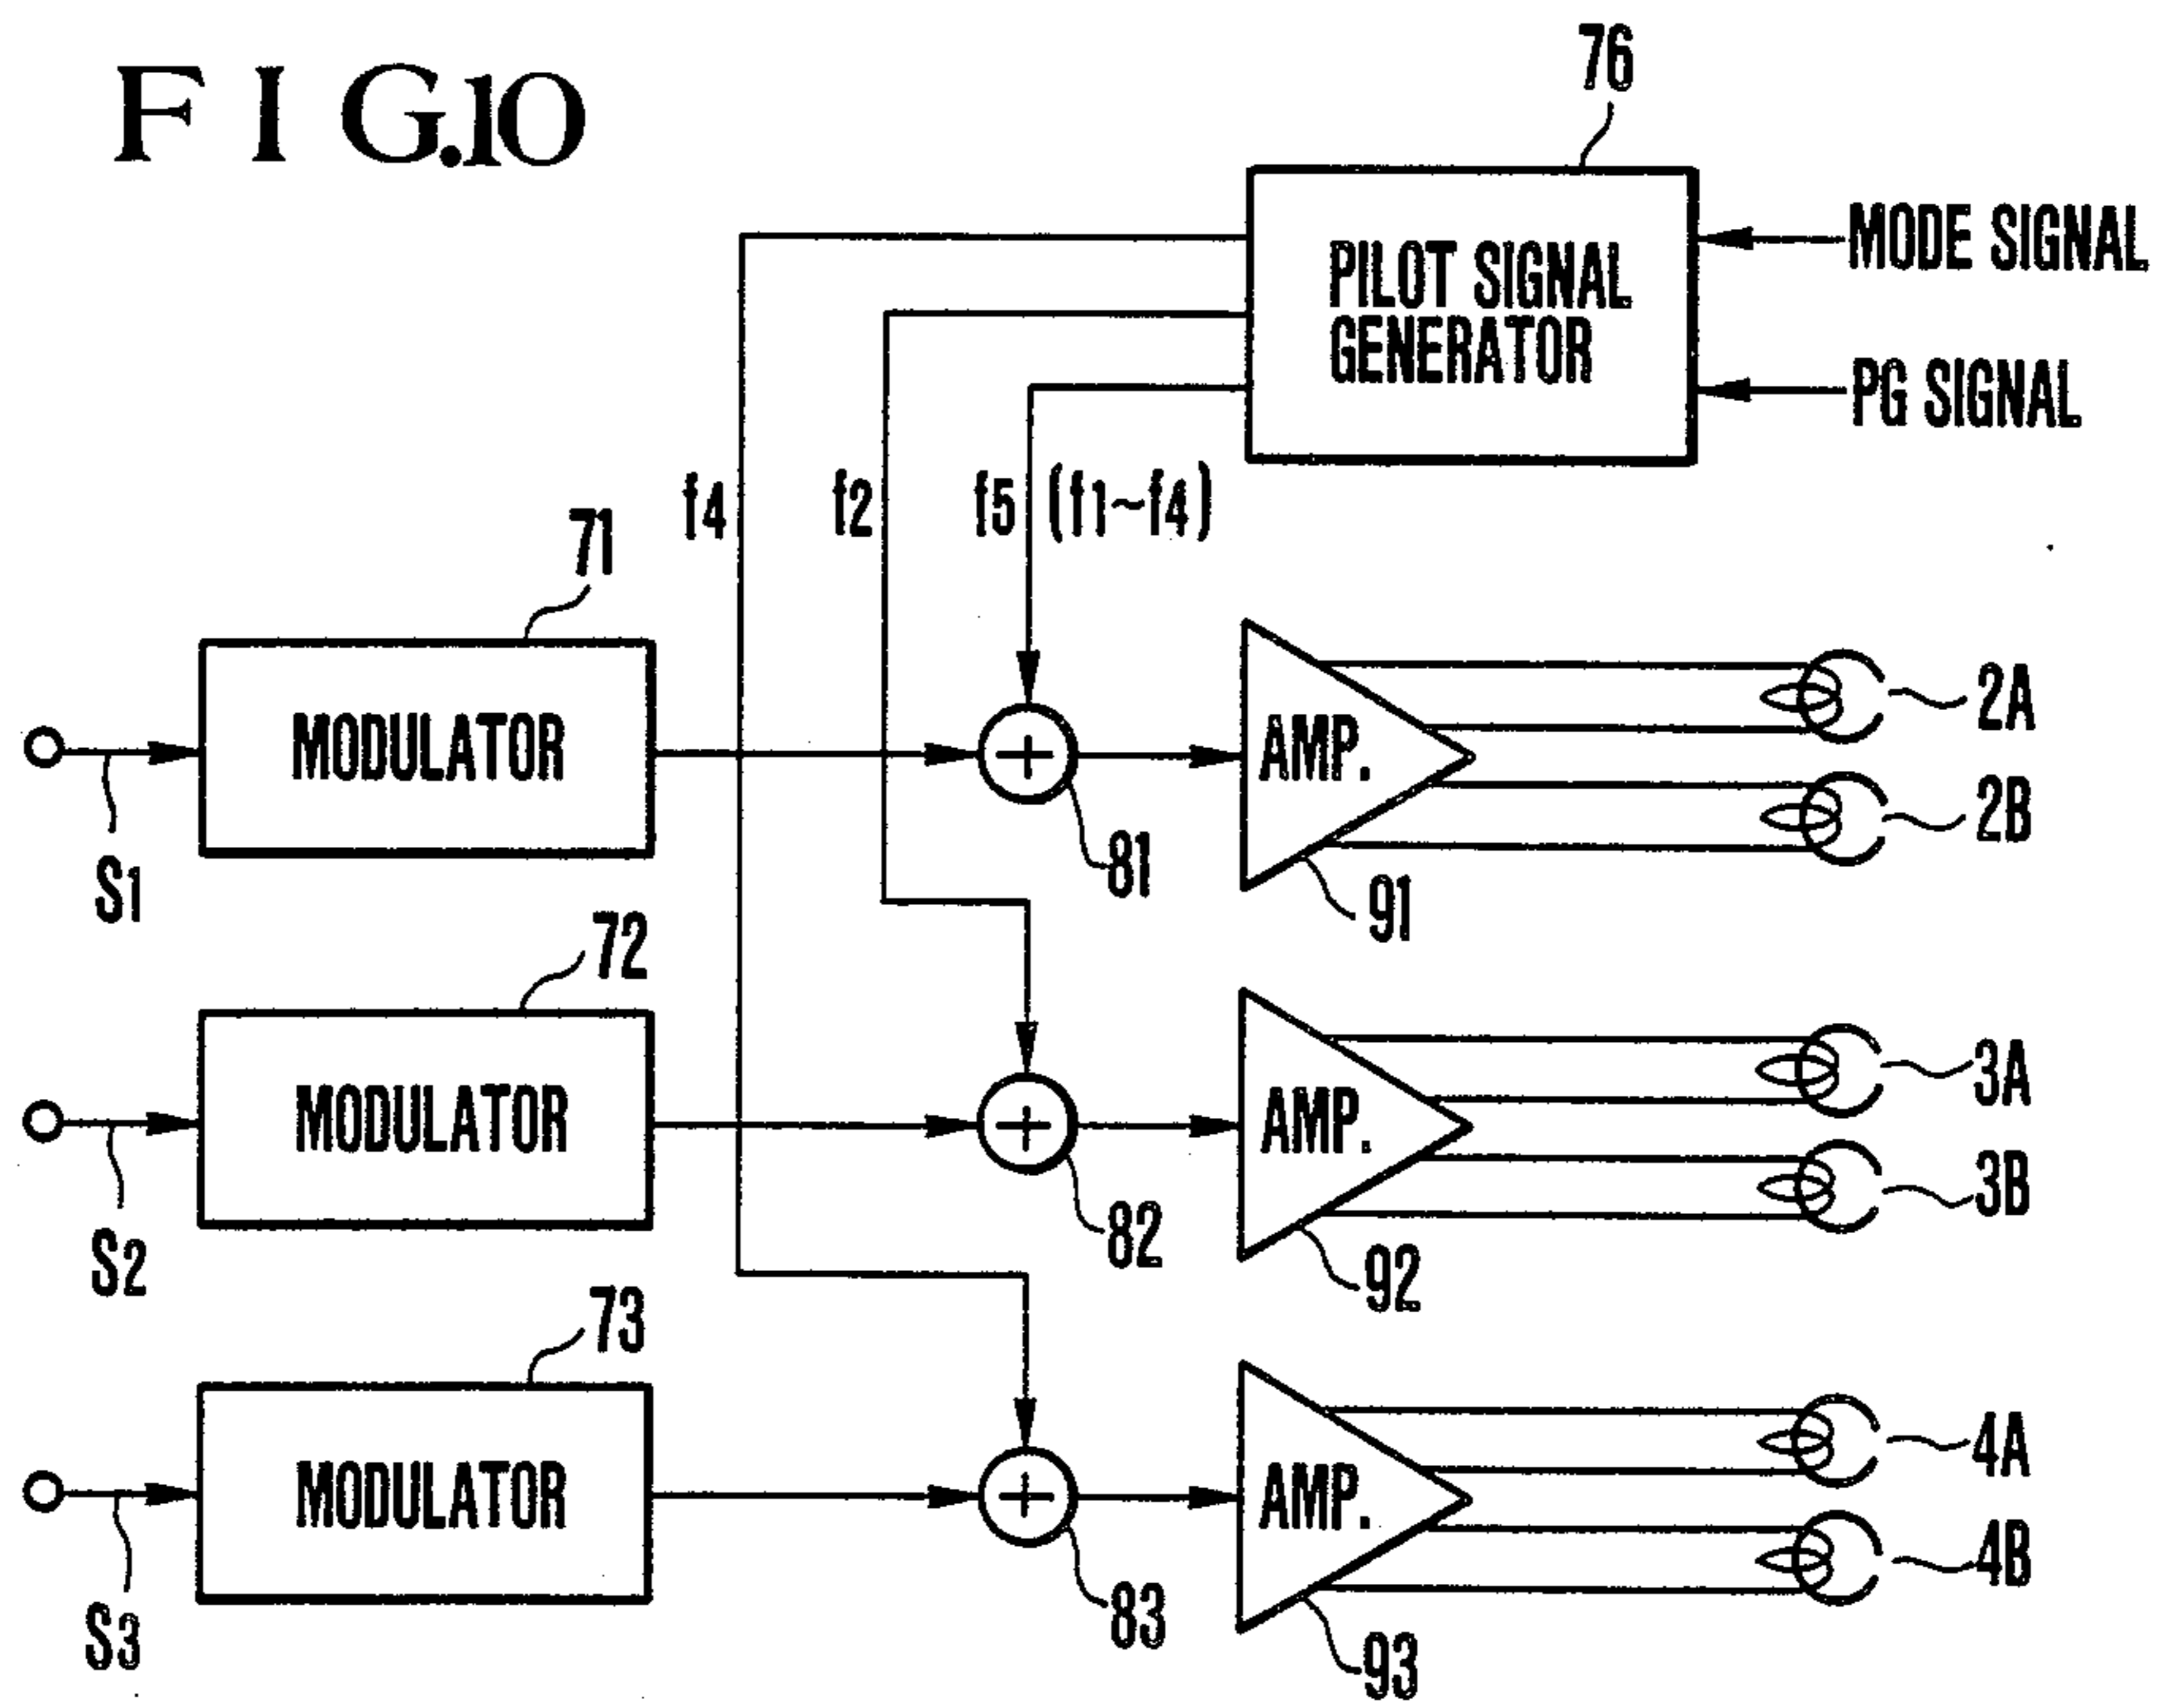 FIG.10
76
PILOT SIGNAL
GENERATOR
MODE SIGNAL
PG SIGNAL
f4
f2
f5 (f1~f4)
71
MODULATOR
S1
81
AMP.
91
2A
2B
72
MODULATOR
S2
82
AMP.
92
3A
3B
73
MODULATOR
S3
83
AMP.
93
4A
4B